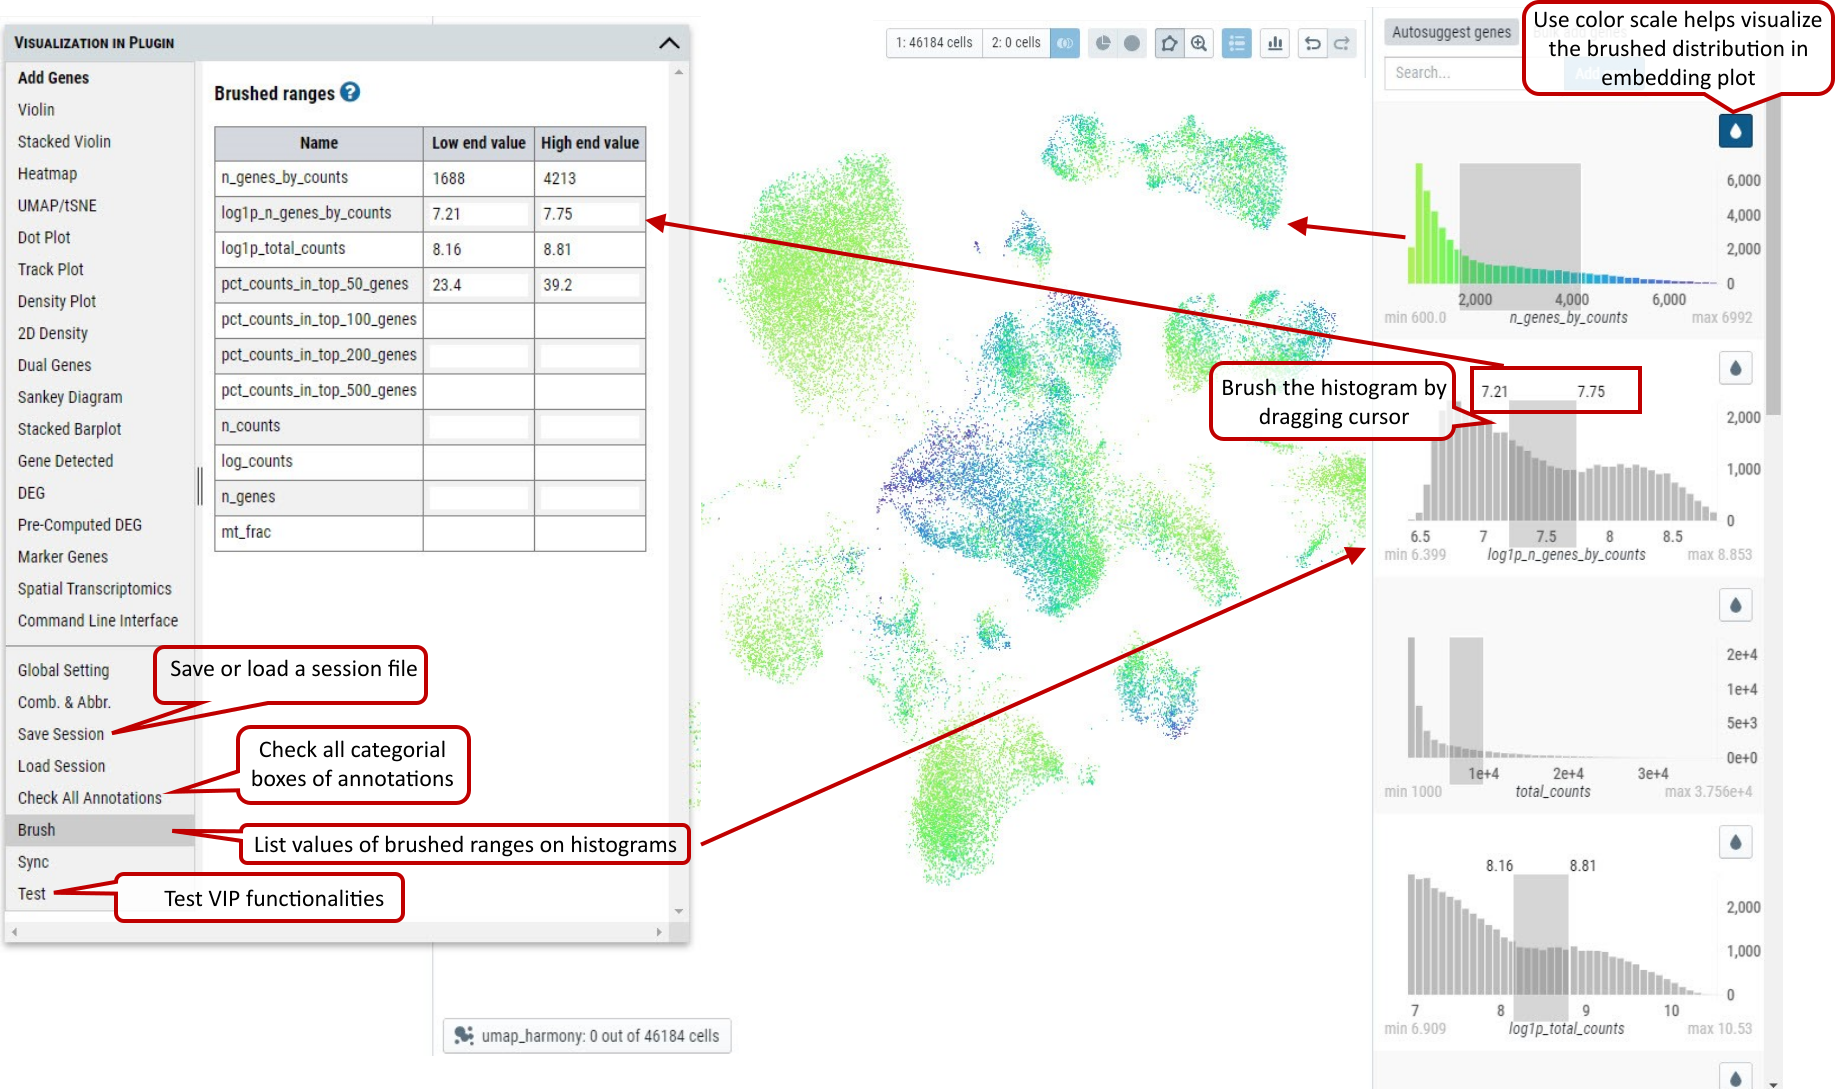 VISUALIZATION IN PLUGIN
Add Genes
Violin
Stacked Violin
Heatmap
UMAP/tSNE
Dot Plot
Track Plot
Density Plot
2D Density
Dual Genes
Sankey Diagram
Stacked Barplot
Gene Detected
DEG
Pre-Computed DEG
Marker Genes
Spatial Transcriptomics
Command Line Interface
Global Setting
Comb. & Abbr.
Save Session
Load Session
Check All Annotations
Brush
Sync
Test
Save or load a session file
Check all categorial
boxes of annotations
List values of brushed ranges on histograms
Test VIP functionalities
Brushed ranges ?
Name Low end value High end value
n_genes_by_counts 1688 4213
log1p_n_genes_by_counts 7.21 7.75
log1p_total_counts 8.16 8.81
pct_counts_in_top_50_genes 23.4 39.2
pct_counts_in_top_100_genes
pct_counts_in_top_200_genes
pct_counts_in_top_500_genes
n_counts
log_counts
n_genes
mt_frac
1: 46184 cells 2: 0 cells
umap_harmony: 0 out of 46184 cells
Autosuggest genes
Search...
Add
Use color scale helps visualize
the brushed distribution in
embedding plot
6,000
4,000
2,000
0
2,000 4,000 6,000
min 600.0 n_genes_by_counts max 6992
Brush the histogram by
dragging cursor
7.21 7.75
2,000
1,000
0
6.5 7 7.5 8 8.5
min 6.399 log1p_n_genes_by_counts max 8.853
2e+4
1e+4
5e+3
0e+0
1e+4 2e+4 3e+4
min 1000 total_counts max 3.756e+4
8.16 8.81
2,000
1,000
0
7 8 9 10
min 6.909 log1p_total_counts max 10.53